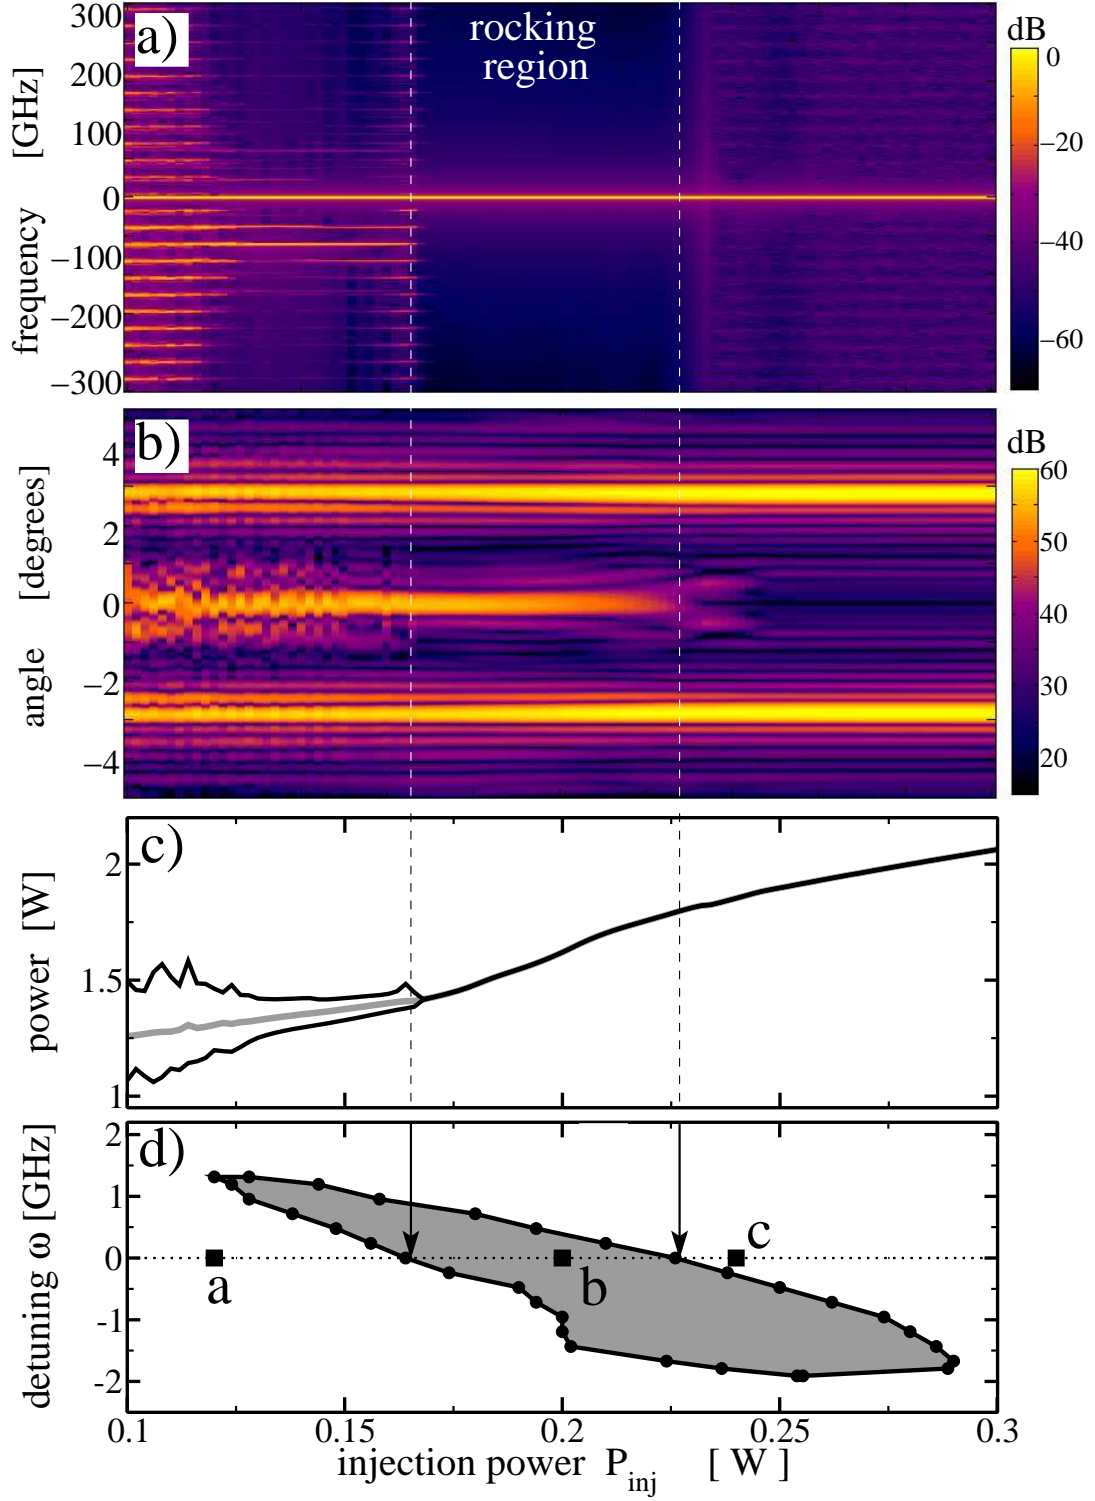 a)
rocking
region
dB
300
200
100
0
−100
−200
−300
frequency [GHz]
0
−20
−40
−60
b)
dB
4
2
0
−2
−4
angle [degrees]
60
50
40
30
20
c)
2
1.5
1
power [W]
d)
2
1
0
-1
-2
detuning ω [GHz]
a
b
c
0.1
0.15
0.2
0.25
0.3
injection power Pinj [ W ]